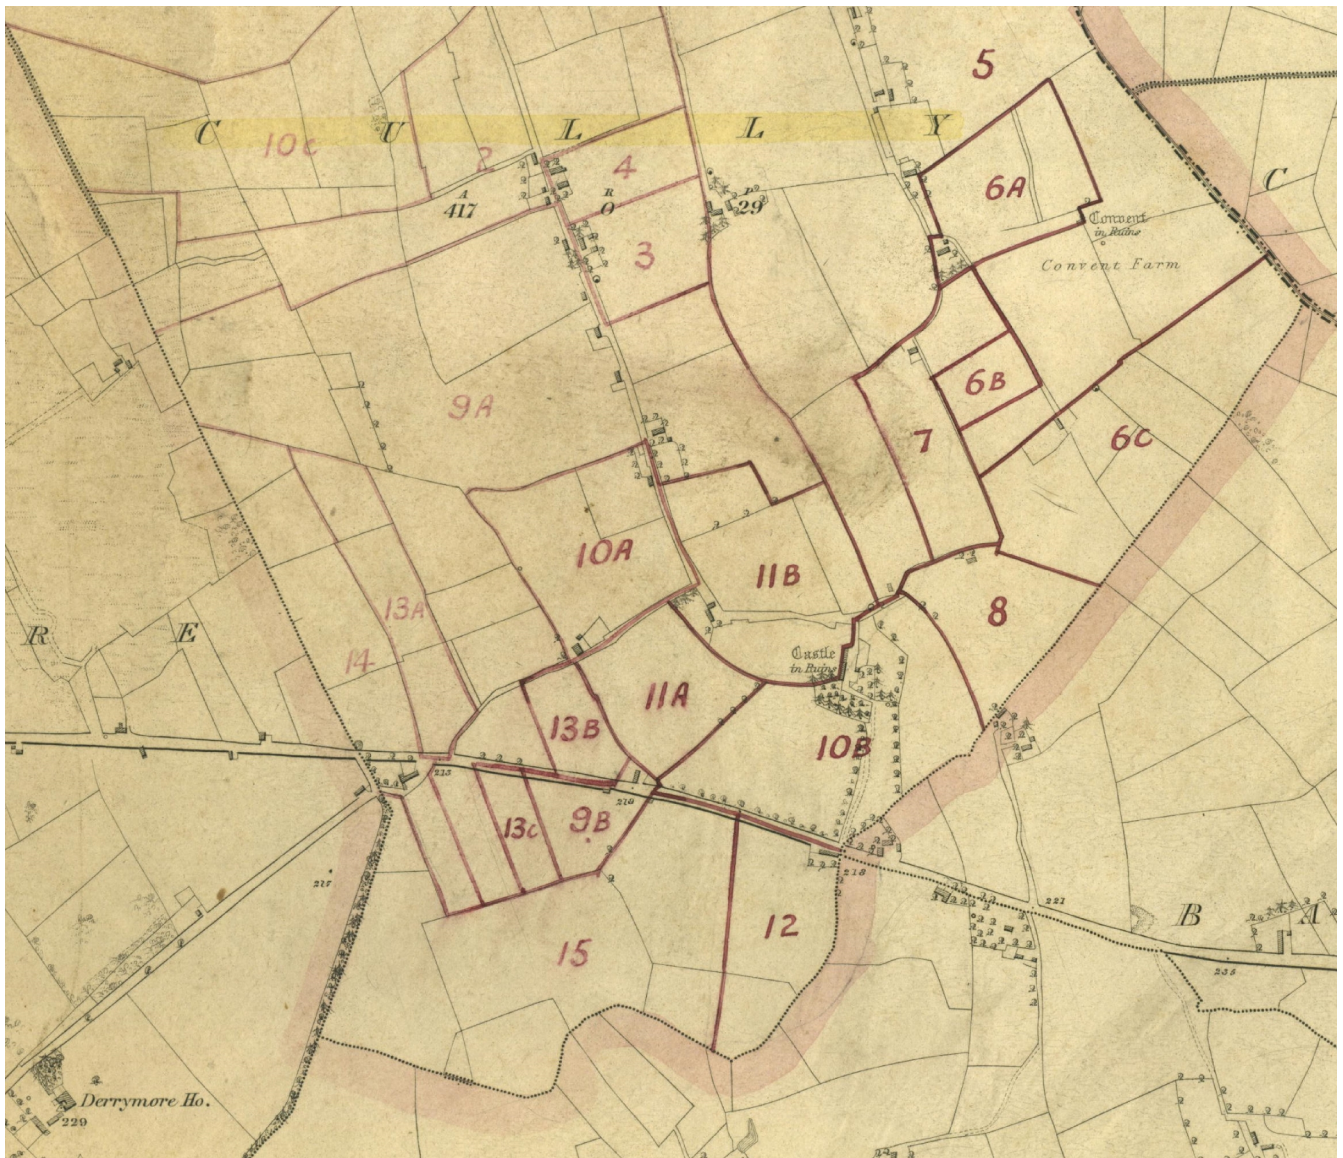 5
C U L L Y
10C
2
4
6A
C
A R P
417 O 29
Convent
in Ruins
3
Convent Farm
6B
9A
7
6C
10A
11B
13A
8
R E
14
Castle
in Ruins
11A
13B
10B
213
219
13C
9B
218
217
221
12
B A
15
235
Derrymore Ho.
229